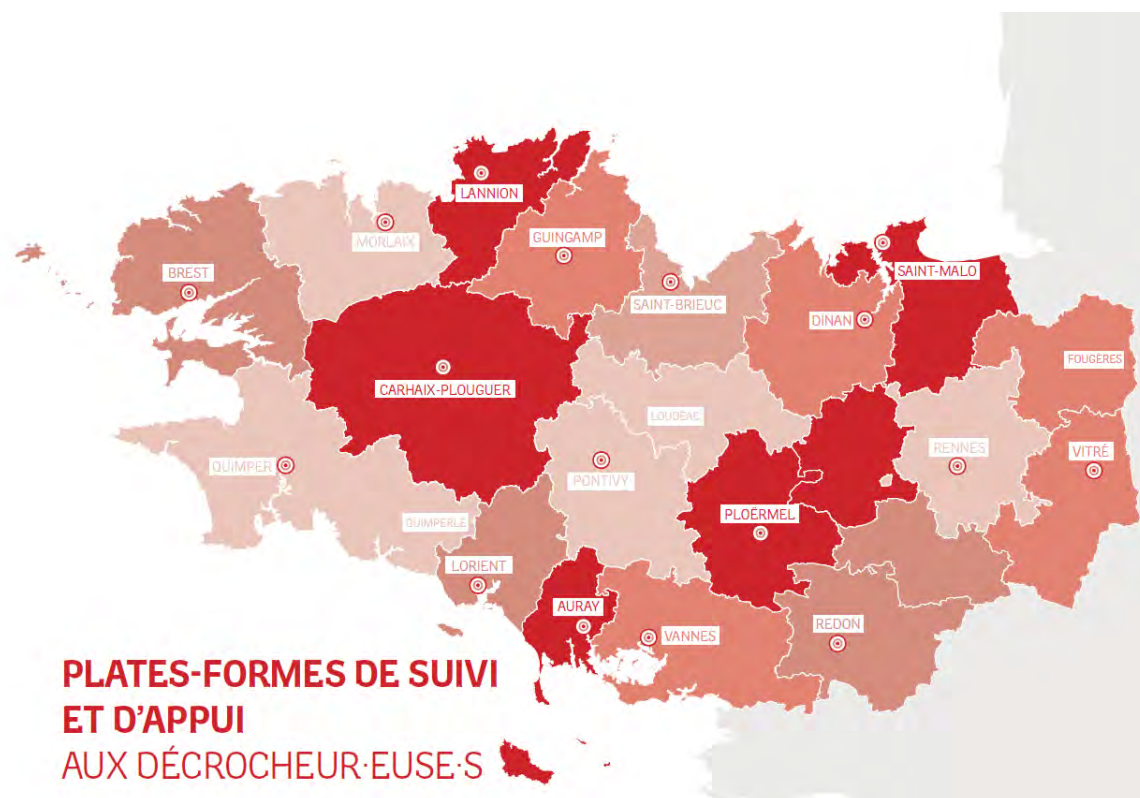 LANNION
MORLAIX
GUINGAMP
BREST
SAINT-MALO
SAINT-BRIEUC
DINAN
FOUGÈRES
CARHAIX-PLOUGUER
LOUDÉAC
RENNES
VITRÉ
QUIMPER
PONTIVY
PLOËRMEL
QUIMPERLÉ
LORIENT
AURAY
VANNES
REDON
PLATES-FORMES DE SUIVI
ET D'APPUI
AUX DÉCROCHEUR·EUSE·S